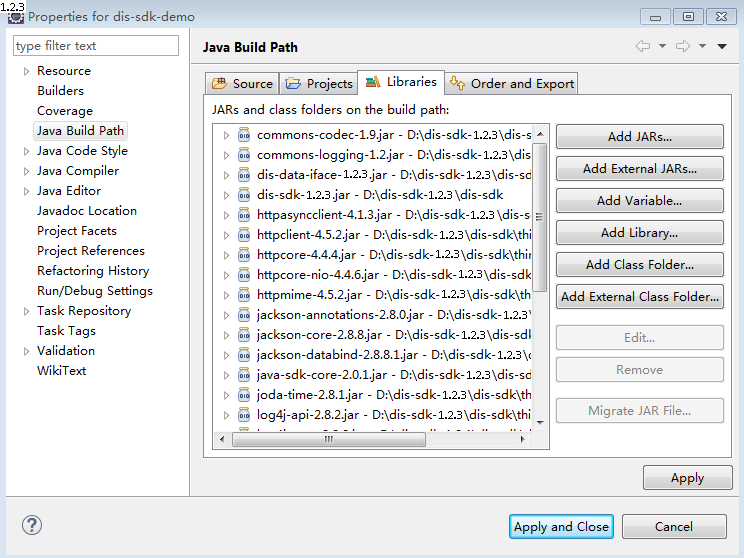 1.2.3
Properties for dis-sdk-demo
type filter text
Resource
Builders
Coverage
Java Build Path
Java Code Style
Java Compiler
Java Editor
Javadoc Location
Project Facets
Project References
Refactoring History
Run/Debug Settings
Task Repository
Task Tags
Validation
WikiText
Java Build Path
Source
Projects
Libraries
Order and Export
JARs and class folders on the build path:
commons-codec-1.9.jar - D:\dis-sdk-1.2.3\dis-s
commons-logging-1.2.jar - D:\dis-sdk-1.2.3\dis
dis-data-iface-1.2.3.jar - D:\dis-sdk-1.2.3\dis-sd
dis-sdk-1.2.3.jar - D:\dis-sdk-1.2.3\dis-sdk
httpasyncclient-4.1.3.jar - D:\dis-sdk-1.2.3\dis-s
httpclient-4.5.2.jar - D:\dis-sdk-1.2.3\dis-sdk\thir
httpcore-4.4.4.jar - D:\dis-sdk-1.2.3\dis-sdk\thir
httpcore-nio-4.4.6.jar - D:\dis-sdk-1.2.3\dis-sdk
httpmime-4.5.2.jar - D:\dis-sdk-1.2.3\dis-sdk\thi
jackson-annotations-2.8.0.jar - D:\dis-sdk-1.2.3
jackson-core-2.8.8.jar - D:\dis-sdk-1.2.3\dis-sdk
jackson-databind-2.8.8.1.jar - D:\dis-sdk-1.2.3\d
java-sdk-core-2.0.1.jar - D:\dis-sdk-1.2.3\dis-sdk
joda-time-2.8.1.jar - D:\dis-sdk-1.2.3\dis-sdk\th
log4j-api-2.8.2.jar - D:\dis-sdk-1.2.3\dis-sdk\thi
Add JARs...
Add External JARs...
Add Variable...
Add Library...
Add Class Folder...
Add External Class Folder...
Edit...
Remove
Migrate JAR File...
Apply
Apply and Close
Cancel